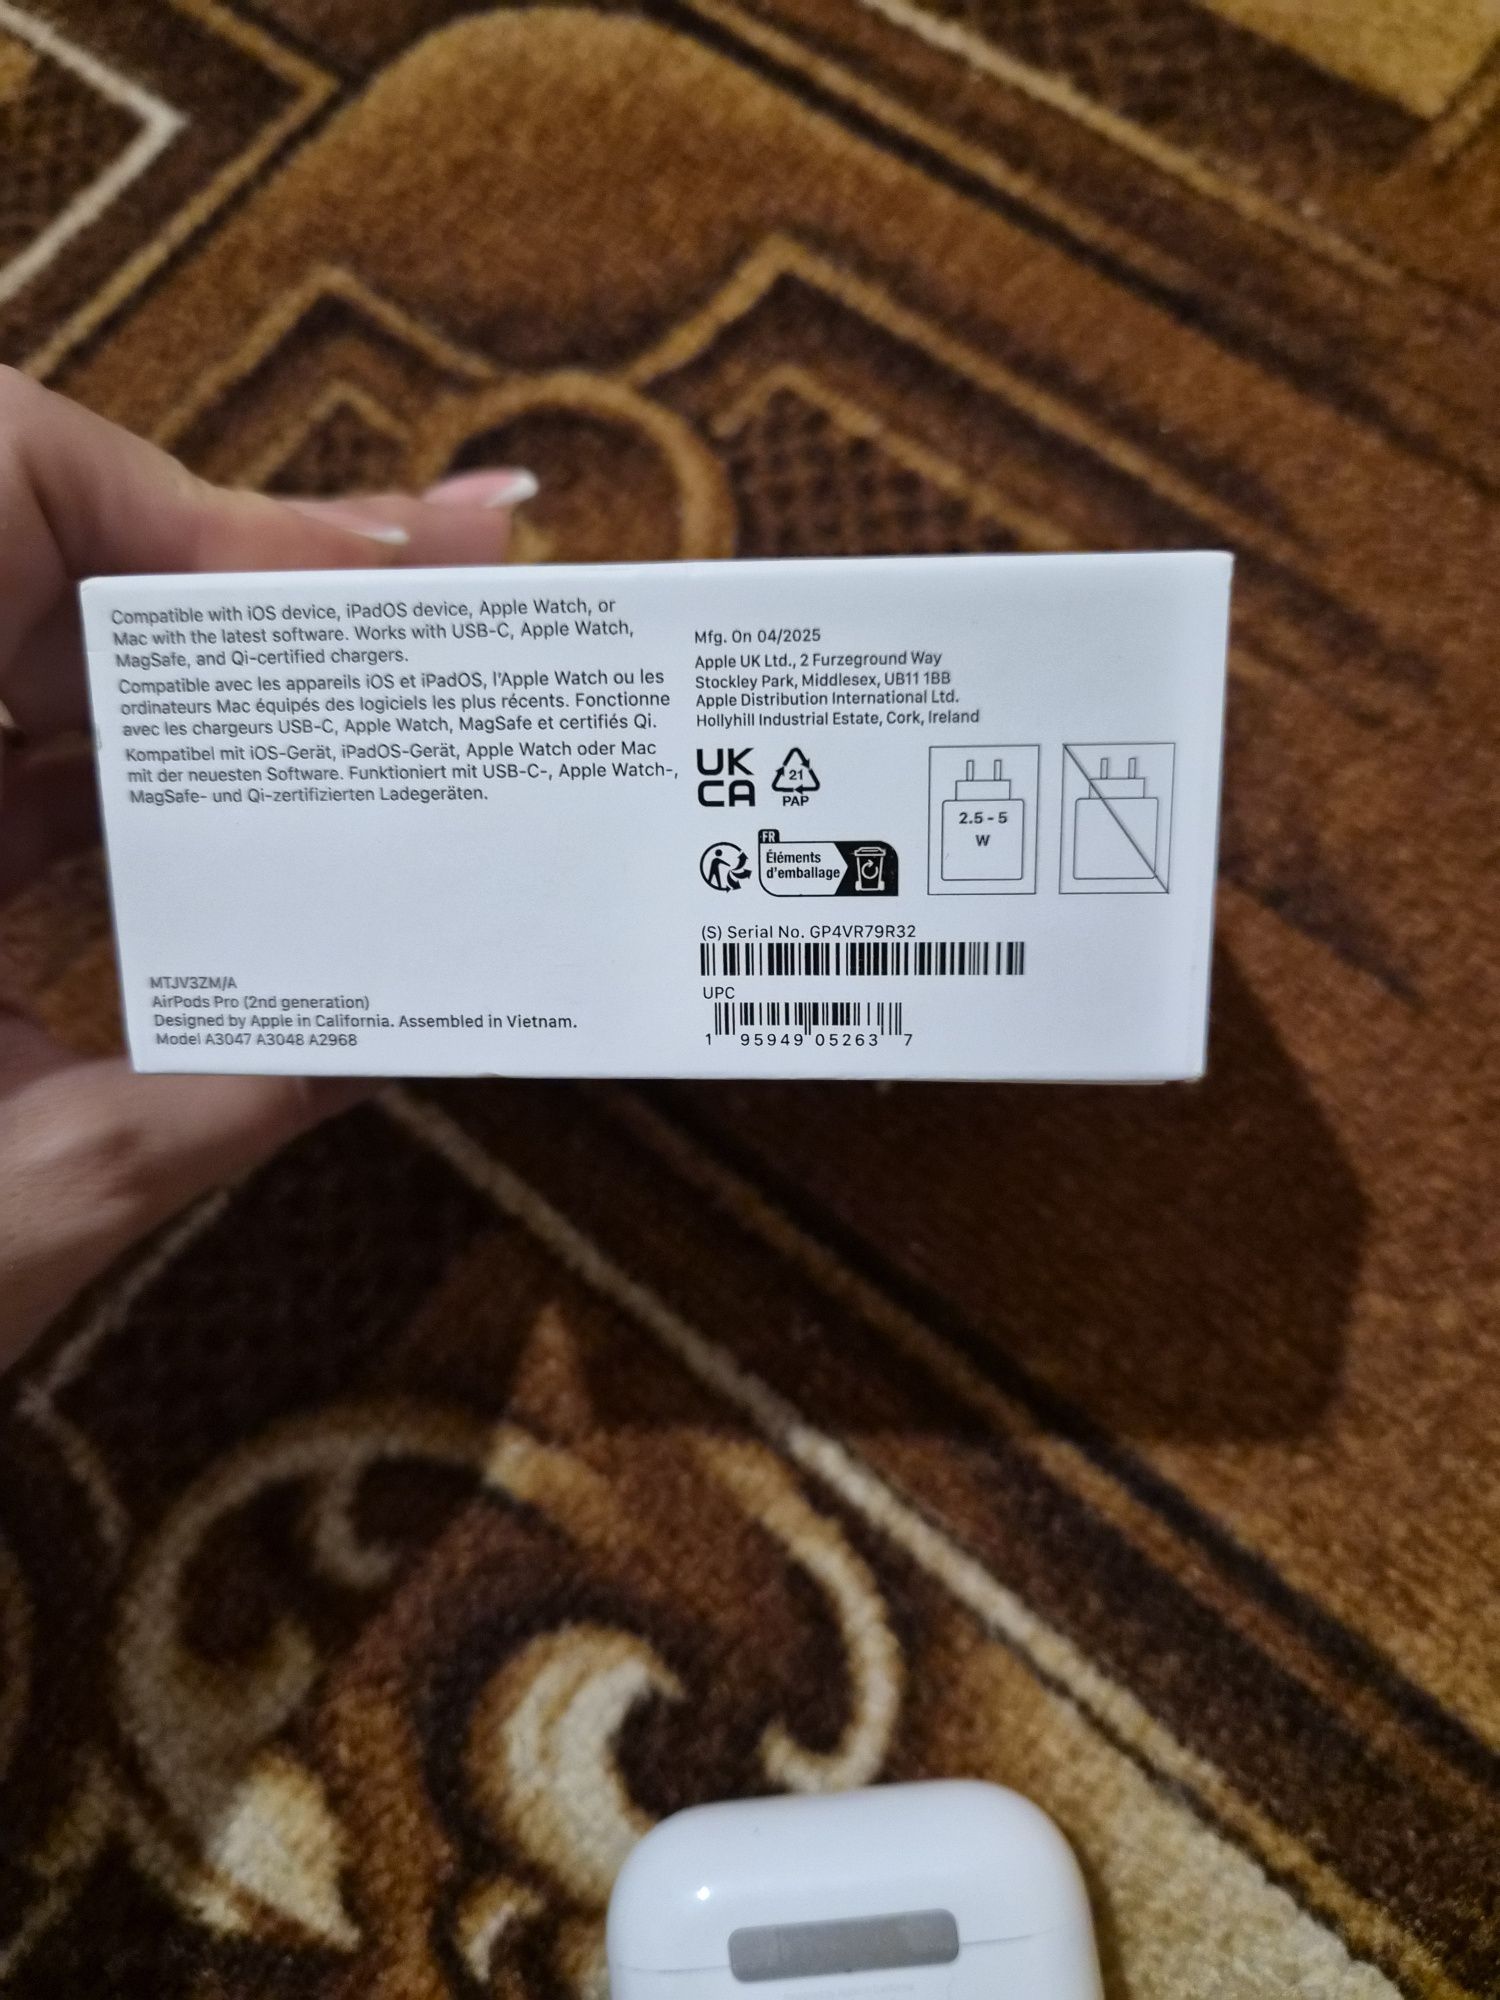 Compatible with iOS device, iPadOS device, Apple Watch, or
Mac with the latest software. Works with USB-C, Apple Watch,
MagSafe, and Qi-certified chargers.
Compatible avec les appareils iOS et iPadOS, l'Apple Watch ou les
ordinateurs Mac équipés des logiciels les plus récents. Fonctionne
avec les chargeurs USB-C, Apple Watch, MagSafe et certifiés Qi.
Kompatibel mit iOS-Gerät, iPadOS-Gerät, Apple Watch oder Mac
mit der neuesten Software. Funktioniert mit USB-C-, Apple Watch-,
MagSafe- und Qi-zertifizierten Ladegeräten.
MTJV3ZM/A
AirPods Pro (2nd generation)
Designed by Apple in California. Assembled in Vietnam.
Model A3047 A3048 A2968
Mfg. On 04/2025
Apple UK Ltd., 2 Furzeground Way
Stockley Park, Middlesex, UB11 1BB
Apple Distribution International Ltd.
Hollyhill Industrial Estate, Cork, Ireland
UK
CA
21
PAP
FR
Éléments
d'emballage
2.5 - 5
W
(S) Serial No. GP4VR79R32
UPC
1 95949 05263 7